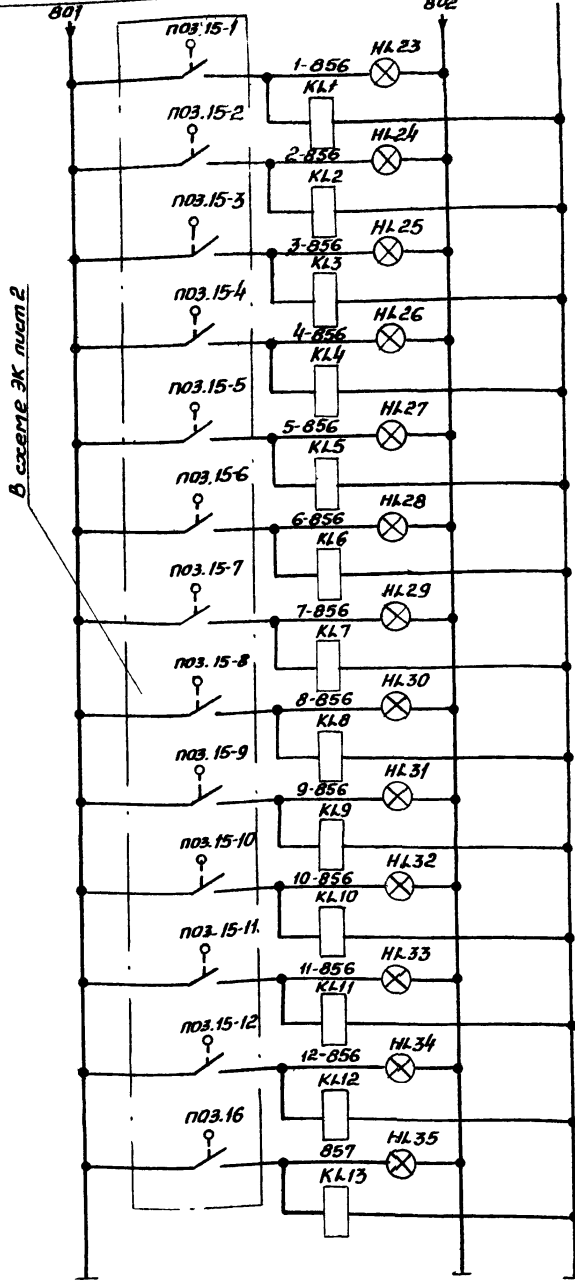 801
802
поз.15-1
1-856
HL23
KL1
поз.15-2
2-856
HL24
KL2
поз.15-3
3-856
HL25
KL3
поз.15-4
4-856
HL26
KL4
поз.15-5
5-856
HL27
KL5
поз.15-6
6-856
HL28
KL6
поз.15-7
7-856
HL29
KL7
поз.15-8
8-856
HL30
KL8
поз.15-9
9-856
HL31
KL9
поз.15-10
10-856
HL32
KL10
поз.15-11
11-856
HL33
KL11
поз.15-12
12-856
HL34
KL12
поз.16
857
HL35
KL13
В схеме ЭК лист 2